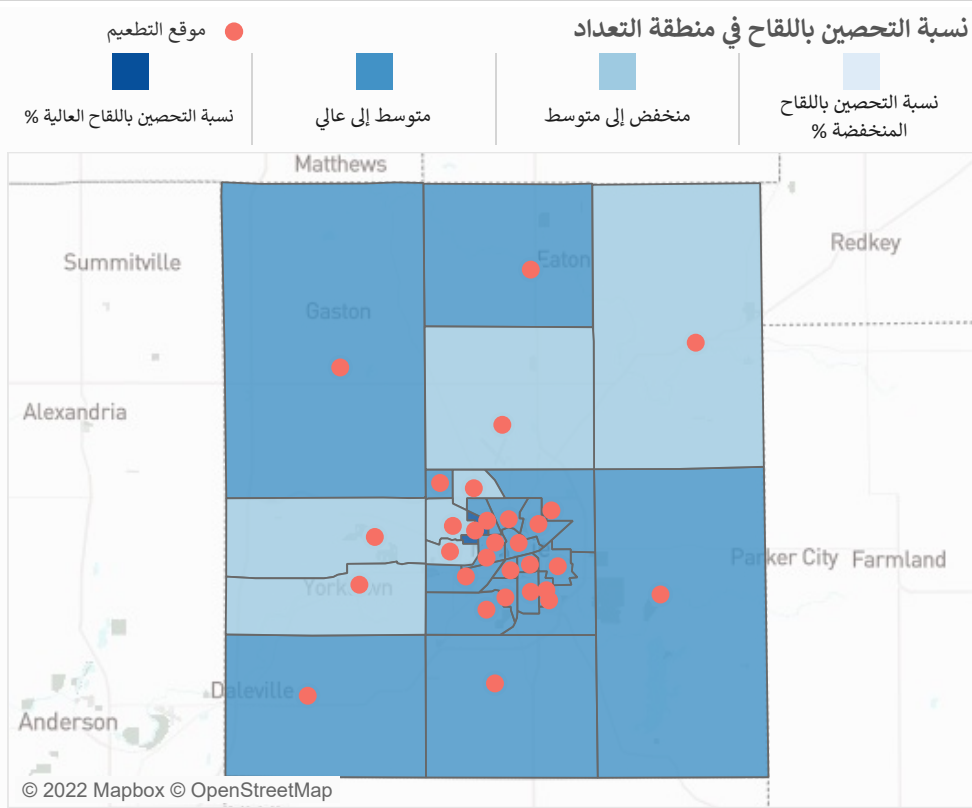 نسبة التحصين باللقاح في منطقة التعداد
موقع التطعيم
نسبة التحصين باللقاح
المنخفضة %
منخفض إلى متوسط
متوسط إلى عالي
نسبة التحصين باللقاح العالية %
Matthews
Summitville
Eaton
Redkey
Gaston
Alexandria
Parker City
Farmland
Yorktown
Daleville
Anderson
© 2022 Mapbox © OpenStreetMap